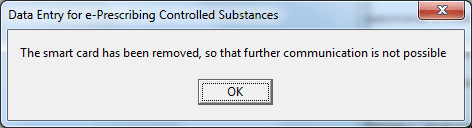 Data Entry for e-Prescribing Controlled Substances
The smart card has been removed, so that further communication is not possible
OK